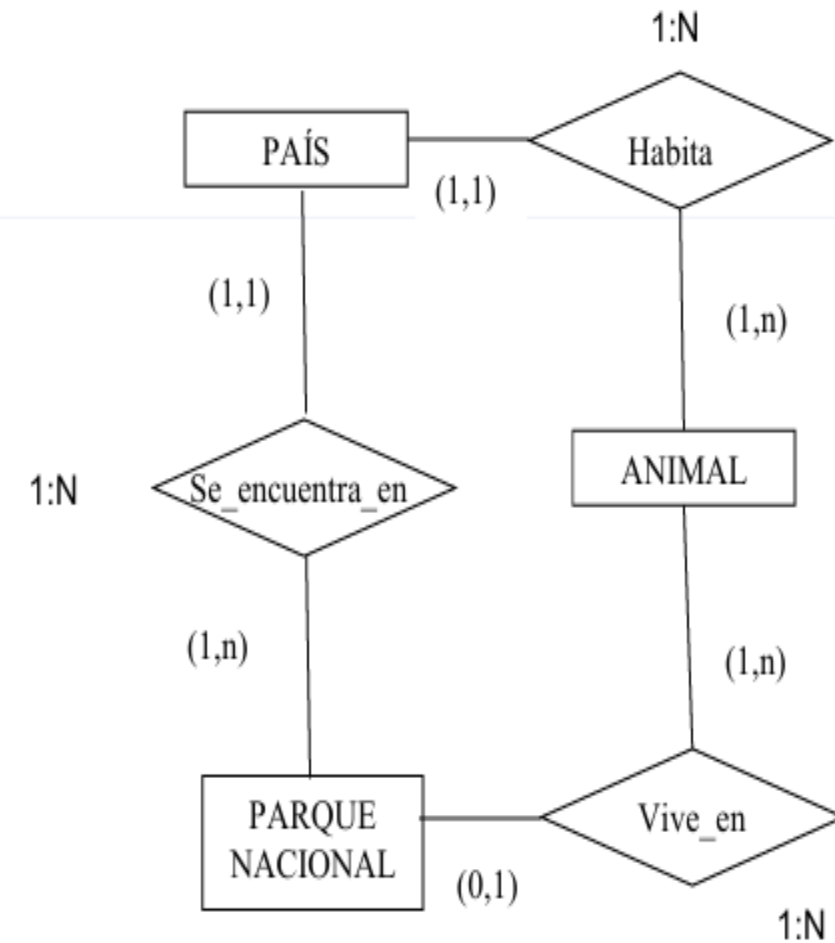 1:N
PAÍS
Habita
(1,1)
(1,1)
(1,n)
ANIMAL
1:N
Se_encuentra_en
(1,n)
(1,n)
PARQUE
NACIONAL
Vive_en
(0,1)
1:N